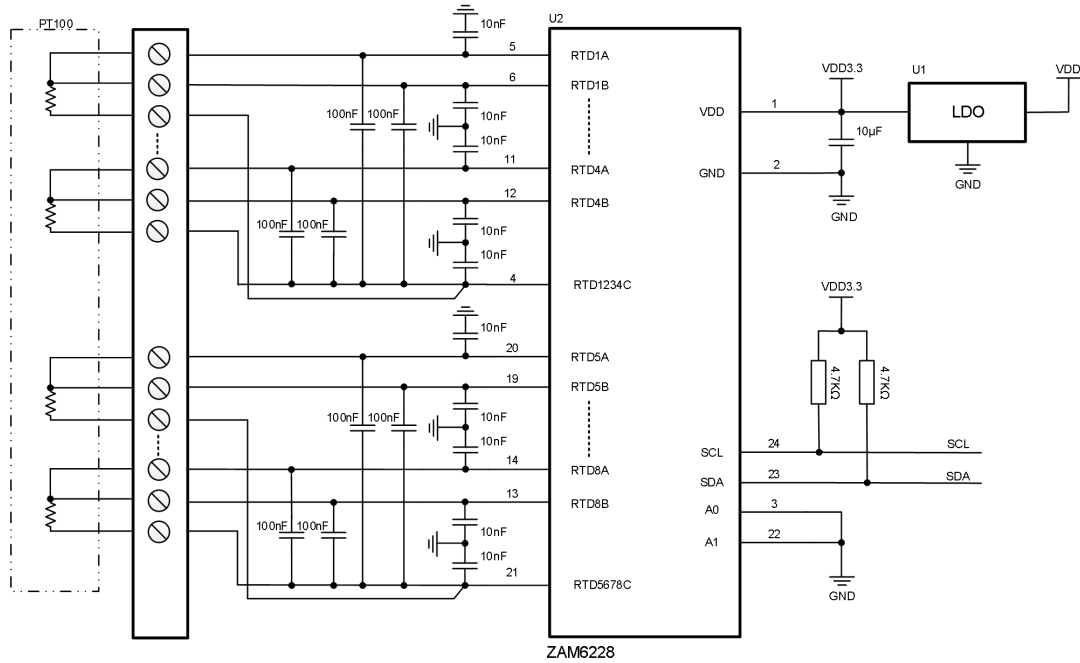 PT100
10nF
U2
5
RTD1A
6
RTD1B
100nF
100nF
10nF
10nF
11
RTD4A
12
RTD4B
100nF
100nF
10nF
10nF
4
RTD1234C
10nF
20
RTD5A
19
RTD5B
100nF
100nF
10nF
10nF
14
RTD8A
13
RTD8B
100nF
100nF
10nF
10nF
21
RTD5678C
ZAM6228
VDD
1
VDD3.3
U1
LDO
VDD
10μF
GND
2
GND
GND
VDD3.3
4.7KΩ
4.7KΩ
SCL
24
SCL
SDA
23
SDA
A0
3
A1
22
GND